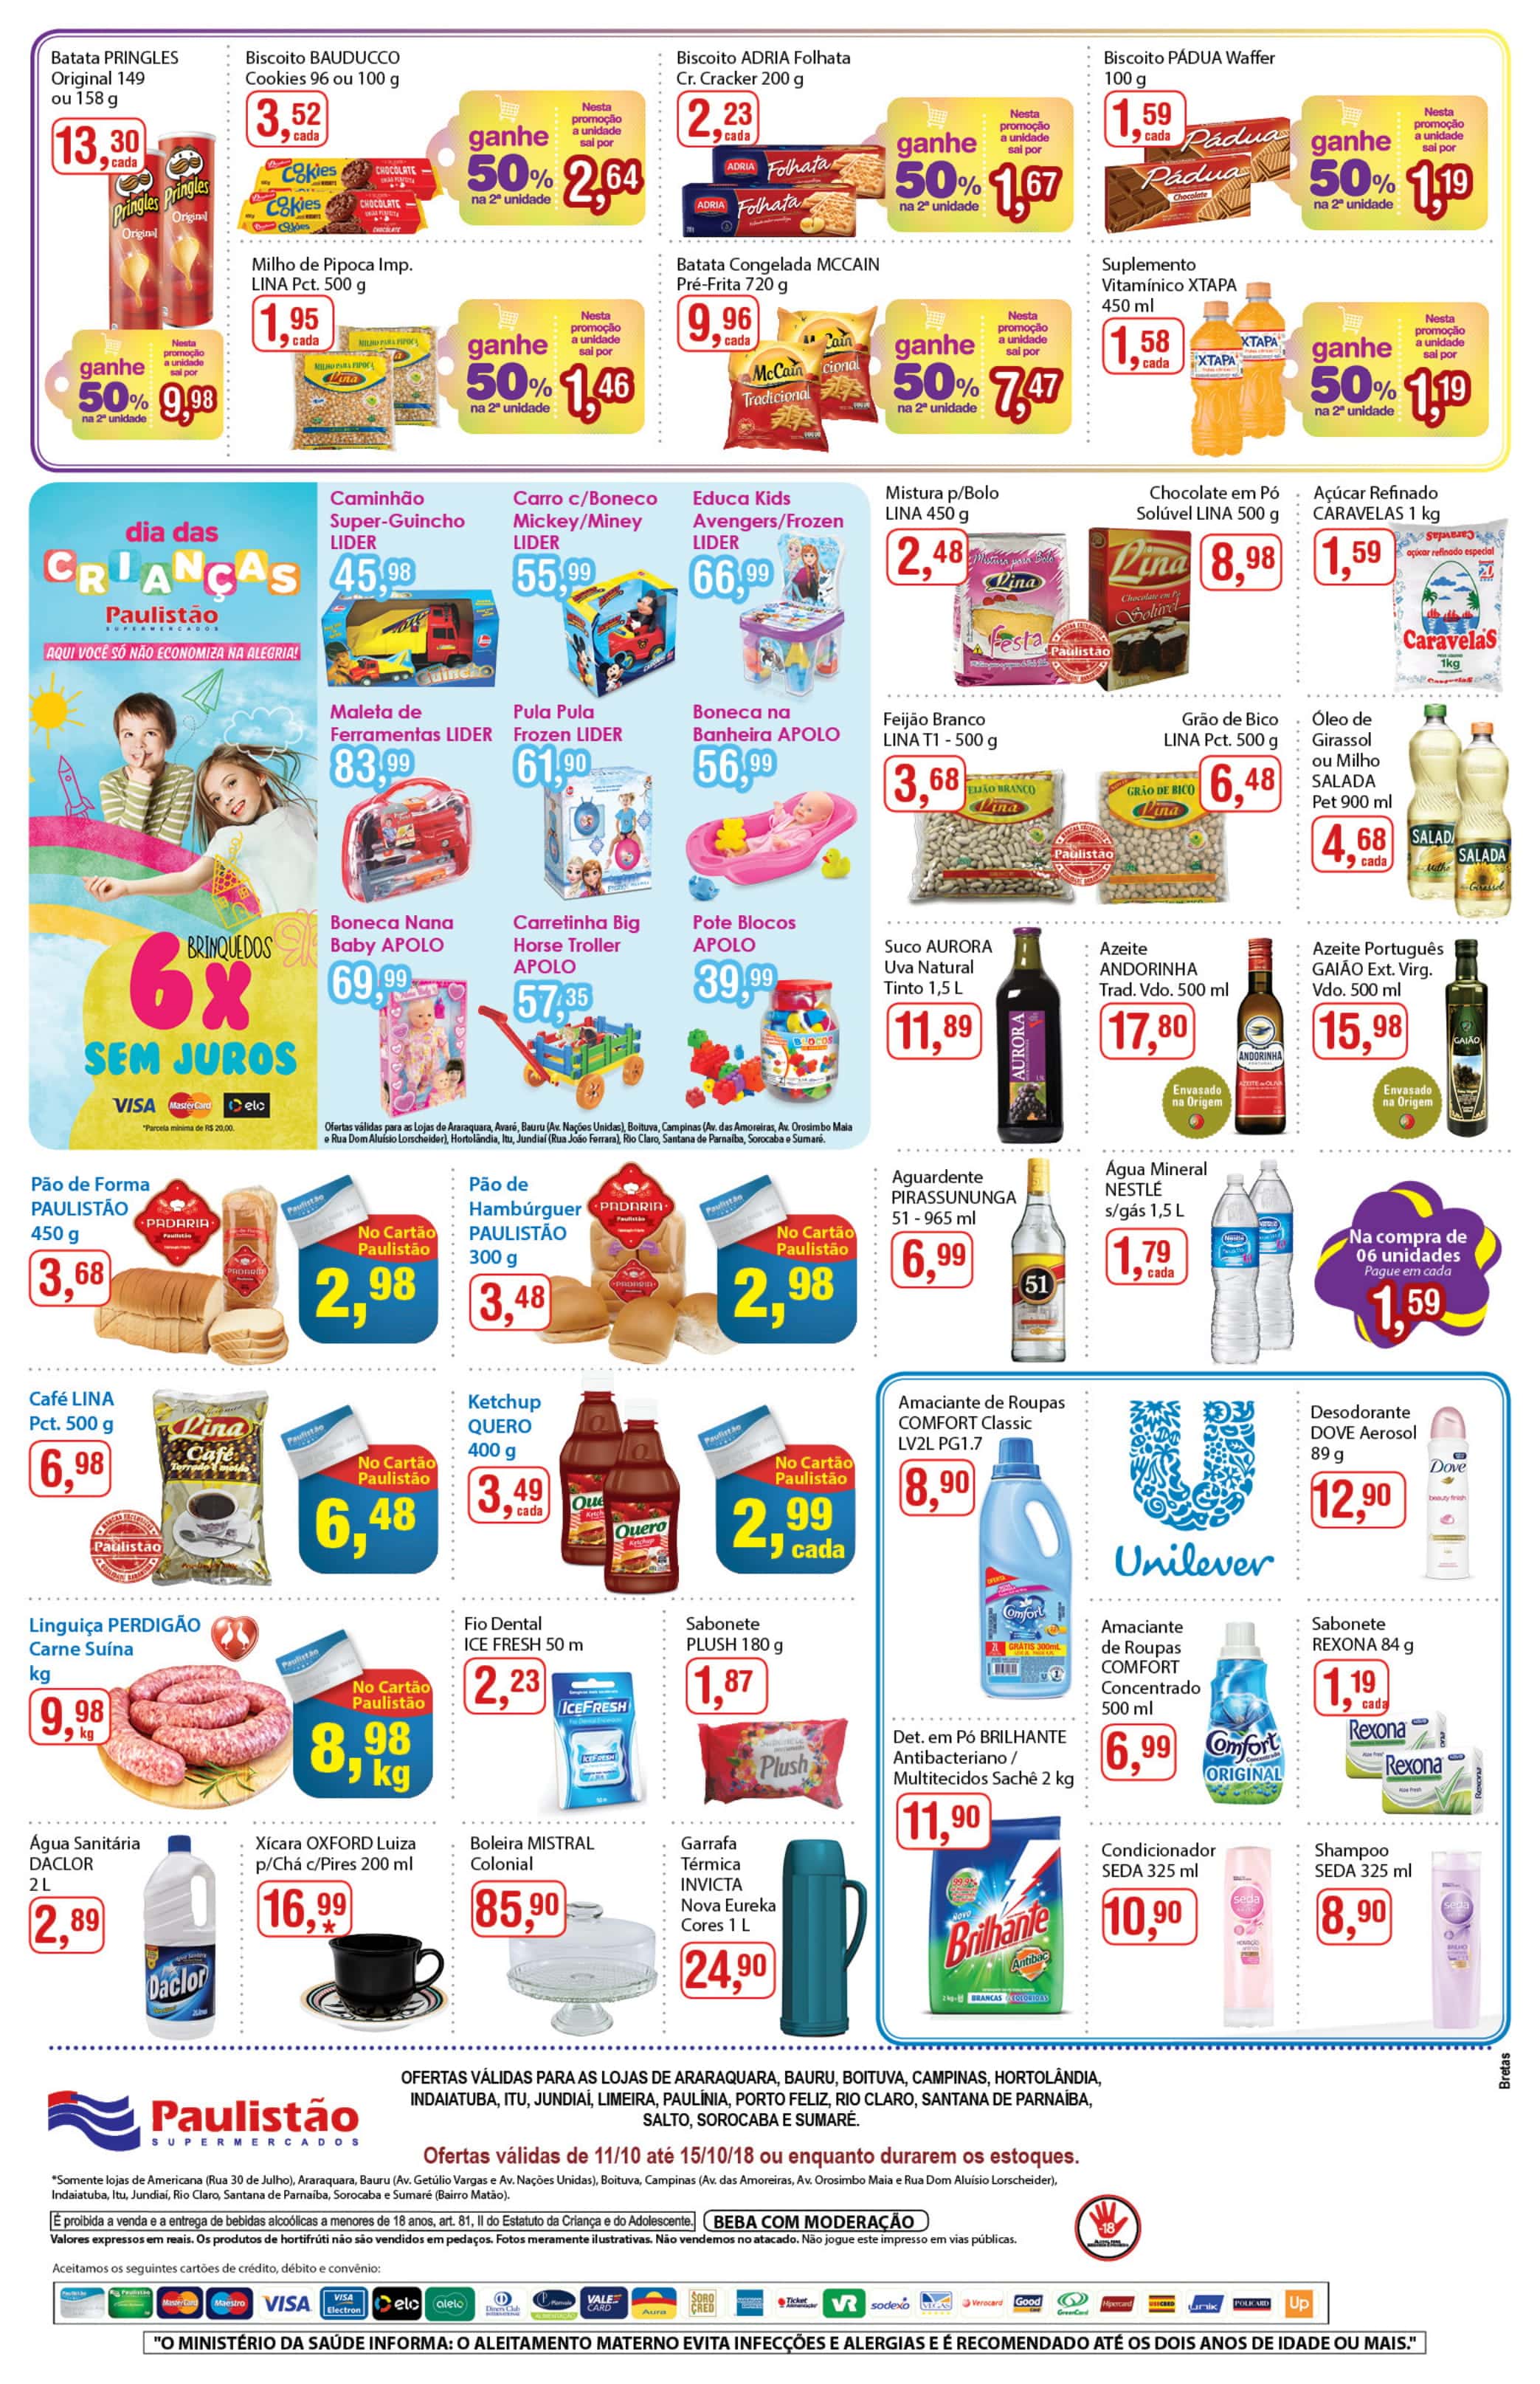 Batata PRINGLES
Original 149
ou 158 g
13,30
cada
ganhe
50%
na 2ª unidade
Nesta
promoção
a unidade
sai por
9,98
Biscoito BAUDUCCO
Cookies 96 ou 100 g
3,52
cada
ganhe
50%
na 2ª unidade
Nesta
promoção
a unidade
sai por
2,64
Biscoito ADRIA Folhata
Cr. Cracker 200 g
2,23
cada
ganhe
50%
na 2ª unidade
Nesta
promoção
a unidade
sai por
1,67
Biscoito PÁDUA Waffer
100 g
1,59
cada
ganhe
50%
na 2ª unidade
Nesta
promoção
a unidade
sai por
1,19
Milho de Pipoca Imp.
LINA Pct. 500 g
1,95
cada
ganhe
50%
na 2ª unidade
Nesta
promoção
a unidade
sai por
1,46
Batata Congelada MCCAIN
Pré-Frita 720 g
9,96
cada
ganhe
50%
na 2ª unidade
Nesta
promoção
a unidade
sai por
7,47
Suplemento
Vitamínico XTAPA
450 ml
1,58
cada
ganhe
50%
na 2ª unidade
Nesta
promoção
a unidade
sai por
1,19
dia das
CRIANÇAS
Paulistão
SUPERMERCADOS
AQUI VOCÊ SÓ NÃO ECONOMIZA NA ALEGRIA!
BRINQUEDOS
6X
SEM JUROS
VISA MasterCard elo
*Parcela mínima de R$ 20,00.
Caminhão
Super-Guincho
LIDER
45,98
Carro c/Boneco
Mickey/Miney
LIDER
55,99
Educa Kids
Avengers/Frozen
LIDER
66,99
Maleta de
Ferramentas LIDER
83,99
Pula Pula
Frozen LIDER
61,90
Boneca na
Banheira APOLO
56,99
Boneca Nana
Baby APOLO
69,99
Carretinha Big
Horse Troller
APOLO
57,35
Pote Blocos
APOLO
39,99
Ofertas válidas para as Lojas de Araraquara, Avaré, Bauru (Av. Nações Unidas), Boituva, Campinas (Av. das Amoreiras, Av. Orosimbo Maia
e Rua Dom Aluísio Lorscheider), Hortolândia, Itu, Jundiaí (Rua João Ferrara), Rio Claro, Santana de Parnaíba, Sorocaba e Sumaré.
Mistura p/Bolo
LINA 450 g
2,48
Chocolate em Pó
Solúvel LINA 500 g
8,98
Paulistão
Açúcar Refinado
CARAVELAS 1 kg
1,59
Feijão Branco
LINA T1 - 500 g
3,68
Grão de Bico
LINA Pct. 500 g
6,48
Paulistão
Óleo de
Girassol
ou Milho
SALADA
Pet 900 ml
4,68
cada
Suco AURORA
Uva Natural
Tinto 1,5 L
11,89
Azeite
ANDORINHA
Trad. Vdo. 500 ml
17,80
Envasado
na Origem
Azeite Português
GAIÃO Ext. Virg.
Vdo. 500 ml
15,98
Envasado
na Origem
Pão de Forma
PAULISTÃO
450 g
3,68
PADARIA
Paulistão
No Cartão
Paulistão
2,98
Pão de
Hambúrguer
PAULISTÃO
300 g
3,48
PADARIA
Paulistão
No Cartão
Paulistão
2,98
Aguardente
PIRASSUNUNGA
51 - 965 ml
6,99
Água Mineral
NESTLÉ
s/gás 1,5 L
1,79
cada
Na compra de
06 unidades
Pague em cada
1,59
Café LINA
Pct. 500 g
6,98
Paulistão
No Cartão
Paulistão
6,48
Ketchup
QUERO
400 g
3,49
cada
No Cartão
Paulistão
2,99
cada
Amaciante de Roupas
COMFORT Classic
LV2L PG1.7
8,90
Unilever
Desodorante
DOVE Aerosol
89 g
12,90
Linguiça PERDIGÃO
Carne Suína
kg
9,98
kg
No Cartão
Paulistão
8,98
kg
Fio Dental
ICE FRESH 50 m
2,23
Sabonete
PLUSH 180 g
1,87
Amaciante
de Roupas
COMFORT
Concentrado
500 ml
6,99
Sabonete
REXONA 84 g
1,19
cada
Det. em Pó BRILHANTE
Antibacteriano /
Multitecidos Sachê 2 kg
11,90
Condicionador
SEDA 325 ml
10,90
Shampoo
SEDA 325 ml
8,90
Água Sanitária
DACLOR
2 L
2,89
Xícara OXFORD Luiza
p/Chá c/Pires 200 ml
16,99
*
Boleira MISTRAL
Colonial
85,90
Garrafa
Térmica
INVICTA
Nova Eureka
Cores 1 L
24,90
Bretas
Paulistão
SUPERMERCADOS
OFERTAS VÁLIDAS PARA AS LOJAS DE ARARAQUARA, BAURU, BOITUVA, CAMPINAS, HORTOLÂNDIA,
INDAIATUBA, ITU, JUNDIAÍ, LIMEIRA, PAULÍNIA, PORTO FELIZ, RIO CLARO, SANTANA DE PARNAÍBA,
SALTO, SOROCABA E SUMARÉ.
Ofertas válidas de 11/10 até 15/10/18 ou enquanto durarem os estoques.
*Somente lojas de Americana (Rua 30 de Julho), Araraquara, Bauru (Av. Getúlio Vargas e Av. Nações Unidas), Boituva, Campinas (Av. das Amoreiras, Av. Orosimbo Maia e Rua Dom Aluísio Lorscheider),
Indaiatuba, Itu, Jundiaí, Rio Claro, Santana de Parnaíba, Sorocaba e Sumaré (Bairro Matão).
É proibida a venda e a entrega de bebidas alcoólicas a menores de 18 anos, art. 81, II do Estatuto da Criança e do Adolescente.
BEBA COM MODERAÇÃO
-18
Valores expressos em reais. Os produtos de hortifrúti não são vendidos em pedaços. Fotos meramente ilustrativas. Não vendemos no atacado. Não jogue este impresso em vias públicas.
Aceitamos os seguintes cartões de crédito, débito e convênio:
MasterCard Maestro VISA VISA Electron elo alelo Diners Club VALE CARD Aura SORO CRED Ticket VR sodexo VEGAS Verocard Good Card GreenCard Hipercard Unik POLICARD Up
"O MINISTÉRIO DA SAÚDE INFORMA: O ALEITAMENTO MATERNO EVITA INFECÇÕES E ALERGIAS E É RECOMENDADO ATÉ OS DOIS ANOS DE IDADE OU MAIS."